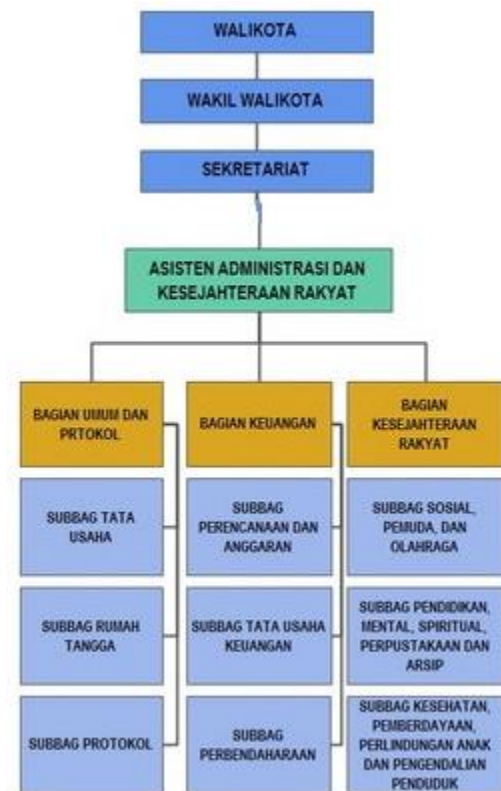 WALIKOTA
WAKIL WALIKOTA
SEKRETARIAT
ASISTEN ADMINISTRASI DAN
KESEJAHTERAAN RAKYAT
BAGIAN UMUM DAN
PRTOKOL
BAGIAN KEUANGAN
BAGIAN
KESEJAHTERAAN
RAKYAT
SUBBAG TATA
USAHA
SUBBAG
PERENCANAAN DAN
ANGGARAN
SUBBAG SOSIAL,
PEMUDA, DAN
OLAHRAGA
SUBBAG RUMAH
TANGGA
SUBBAG TATA USAHA
KEUANGAN
SUBBAG PENDIDIKAN,
MENTAL, SPIRITUAL,
PERPUSTAKAAN DAN
ARSIP
SUBBAG PROTOKOL
SUBBAG
PERBENDAHARAAN
SUBBAG KESEHATAN,
PEMBERDAYAAN,
PERLINDUNGAN ANAK
DAN PENGENDALIAN
PENDUDUK